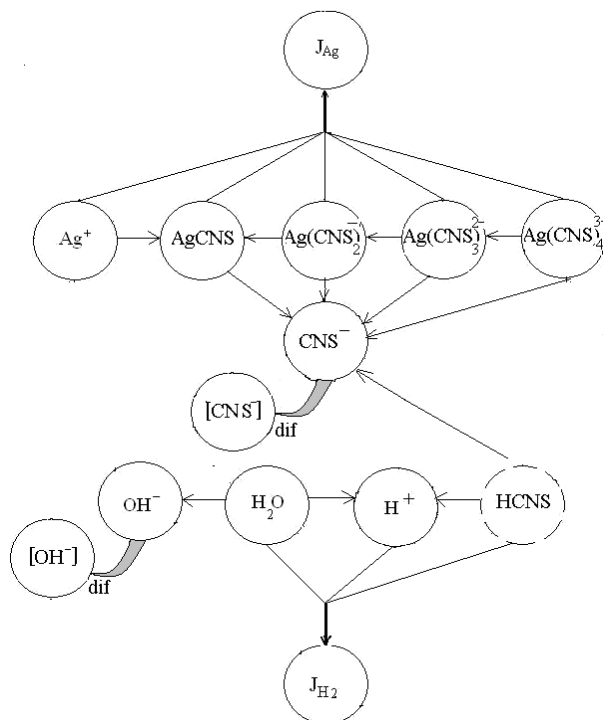 J_Ag
Ag⁺ AgCNS Ag(CNS)₂⁻ Ag(CNS)₃²⁻ Ag(CNS)₄³⁻
CNS⁻
[CNS⁻]
dif
OH⁻ H₂O H⁺ HCNS
[OH⁻]
dif
J_H2